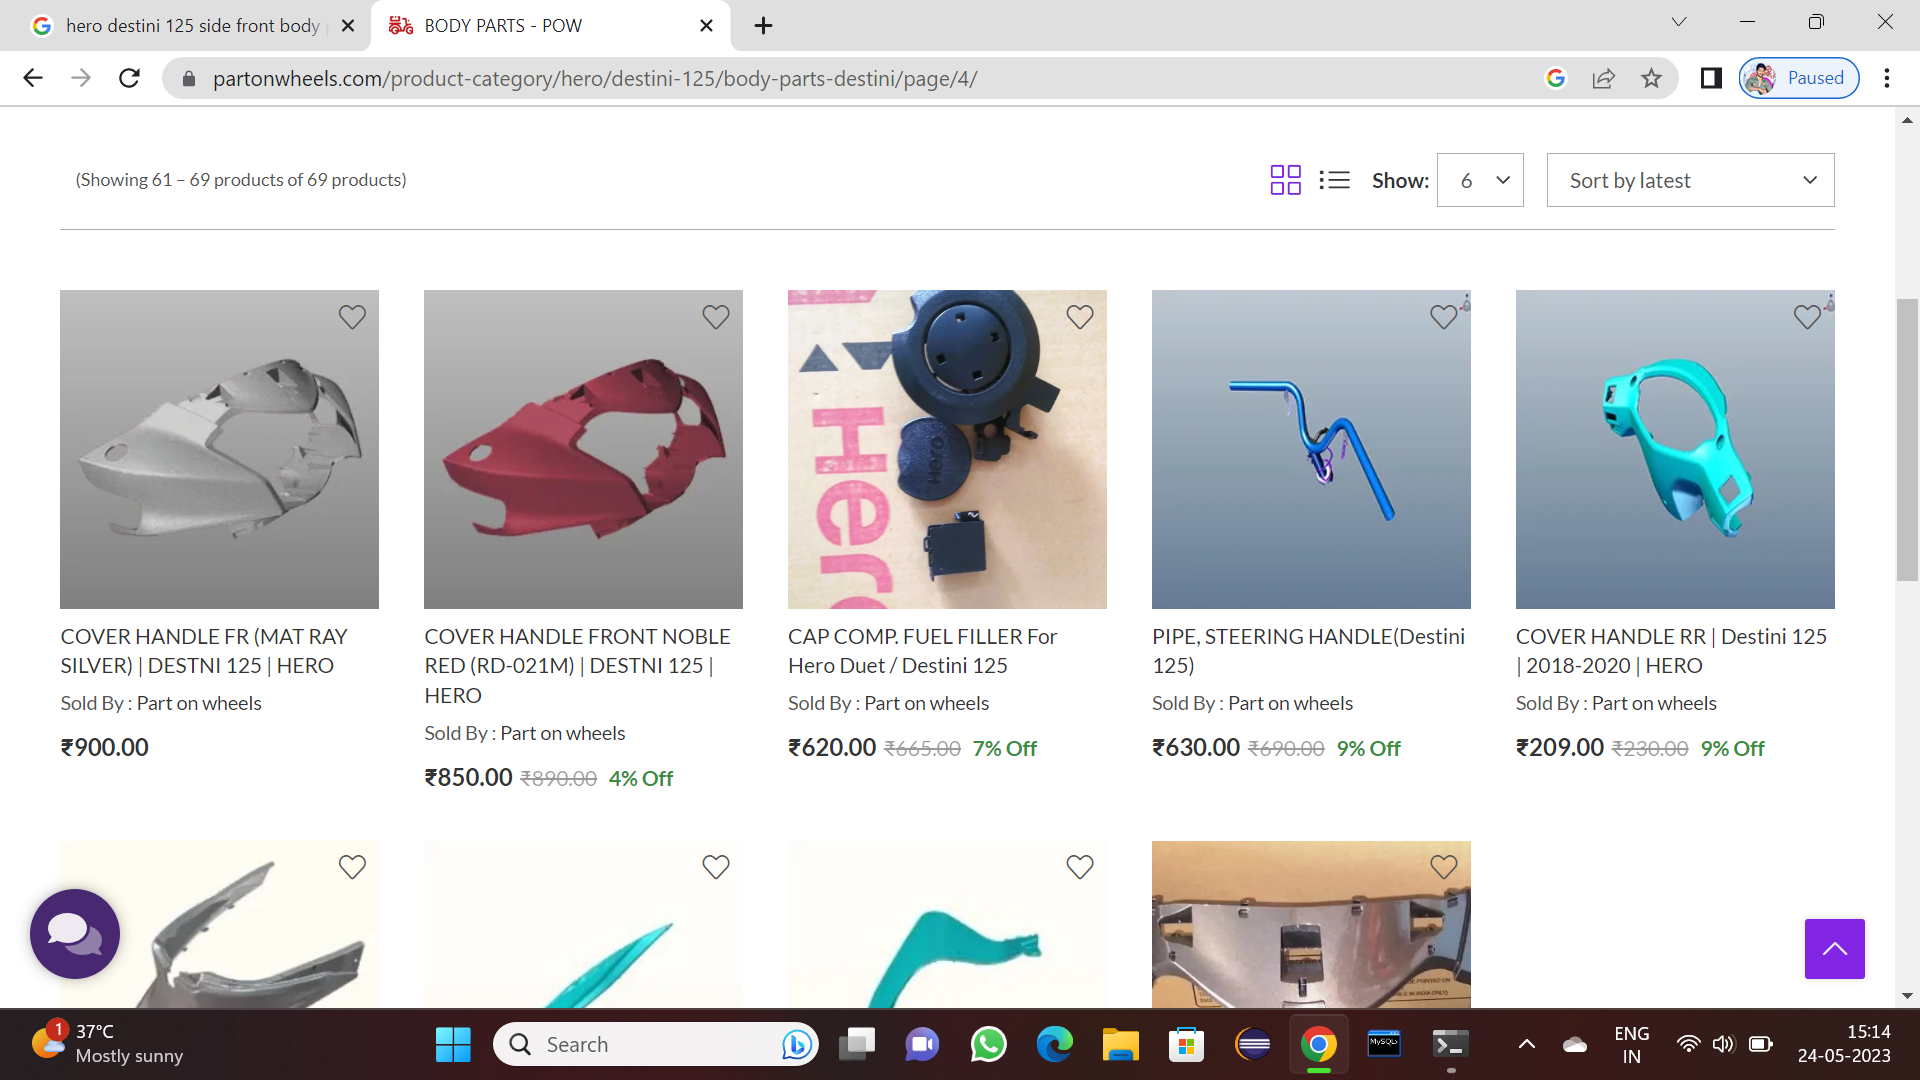 hero destini 125 side front body
BODY PARTS - POW
partonwheels.com/product-category/hero/destini-125/body-parts-destini/page/4/
Paused
(Showing 61 – 69 products of 69 products)
Show:
6
Sort by latest
Hero
Hero
COVER HANDLE FR (MAT RAY
SILVER) | DESTNI 125 | HERO
Sold By : Part on wheels
₹900.00
COVER HANDLE FRONT NOBLE
RED (RD-021M) | DESTNI 125 |
HERO
Sold By : Part on wheels
₹850.00 ₹890.00 4% Off
CAP COMP. FUEL FILLER For
Hero Duet / Destini 125
Sold By : Part on wheels
₹620.00 ₹665.00 7% Off
PIPE, STEERING HANDLE(Destini
125)
Sold By : Part on wheels
₹630.00 ₹690.00 9% Off
COVER HANDLE RR | Destini 125
| 2018-2020 | HERO
Sold By : Part on wheels
₹209.00 ₹230.00 9% Off
1
37°C
Mostly sunny
Search
MySQL
ENG
IN
15:14
24-05-2023